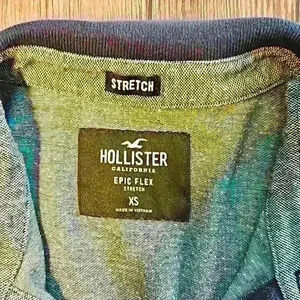 STRETCH
HOLLISTER
CALIFORNIA
EPIC FLEX
STRETCH
XS
MADE IN VIETNAM